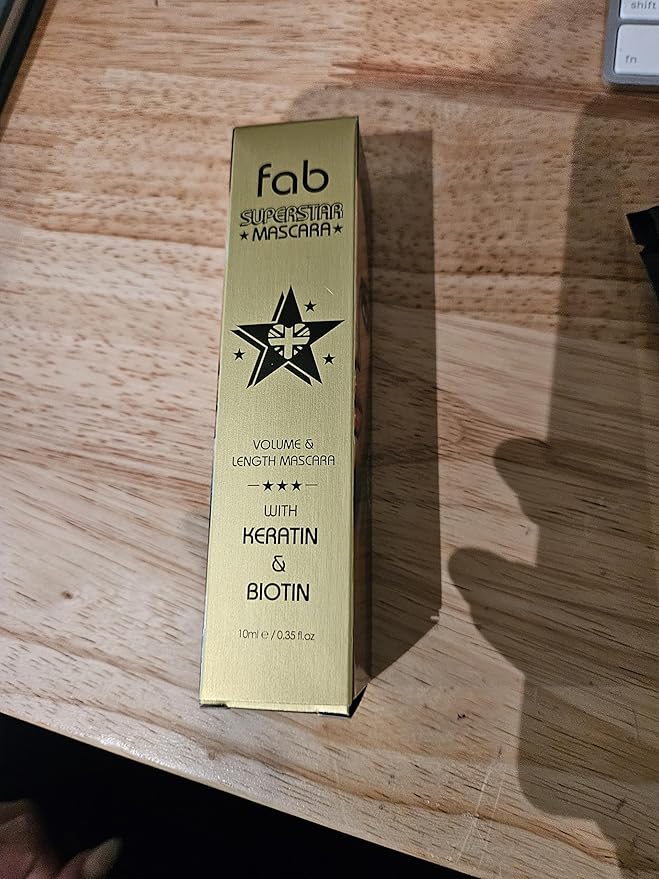 shift
fn
fab
SUPERSTAR
★MASCARA★
VOLUME &
LENGTH MASCARA
WITH
KERATIN
&
BIOTIN
10ml e / 0.35 fl.oz